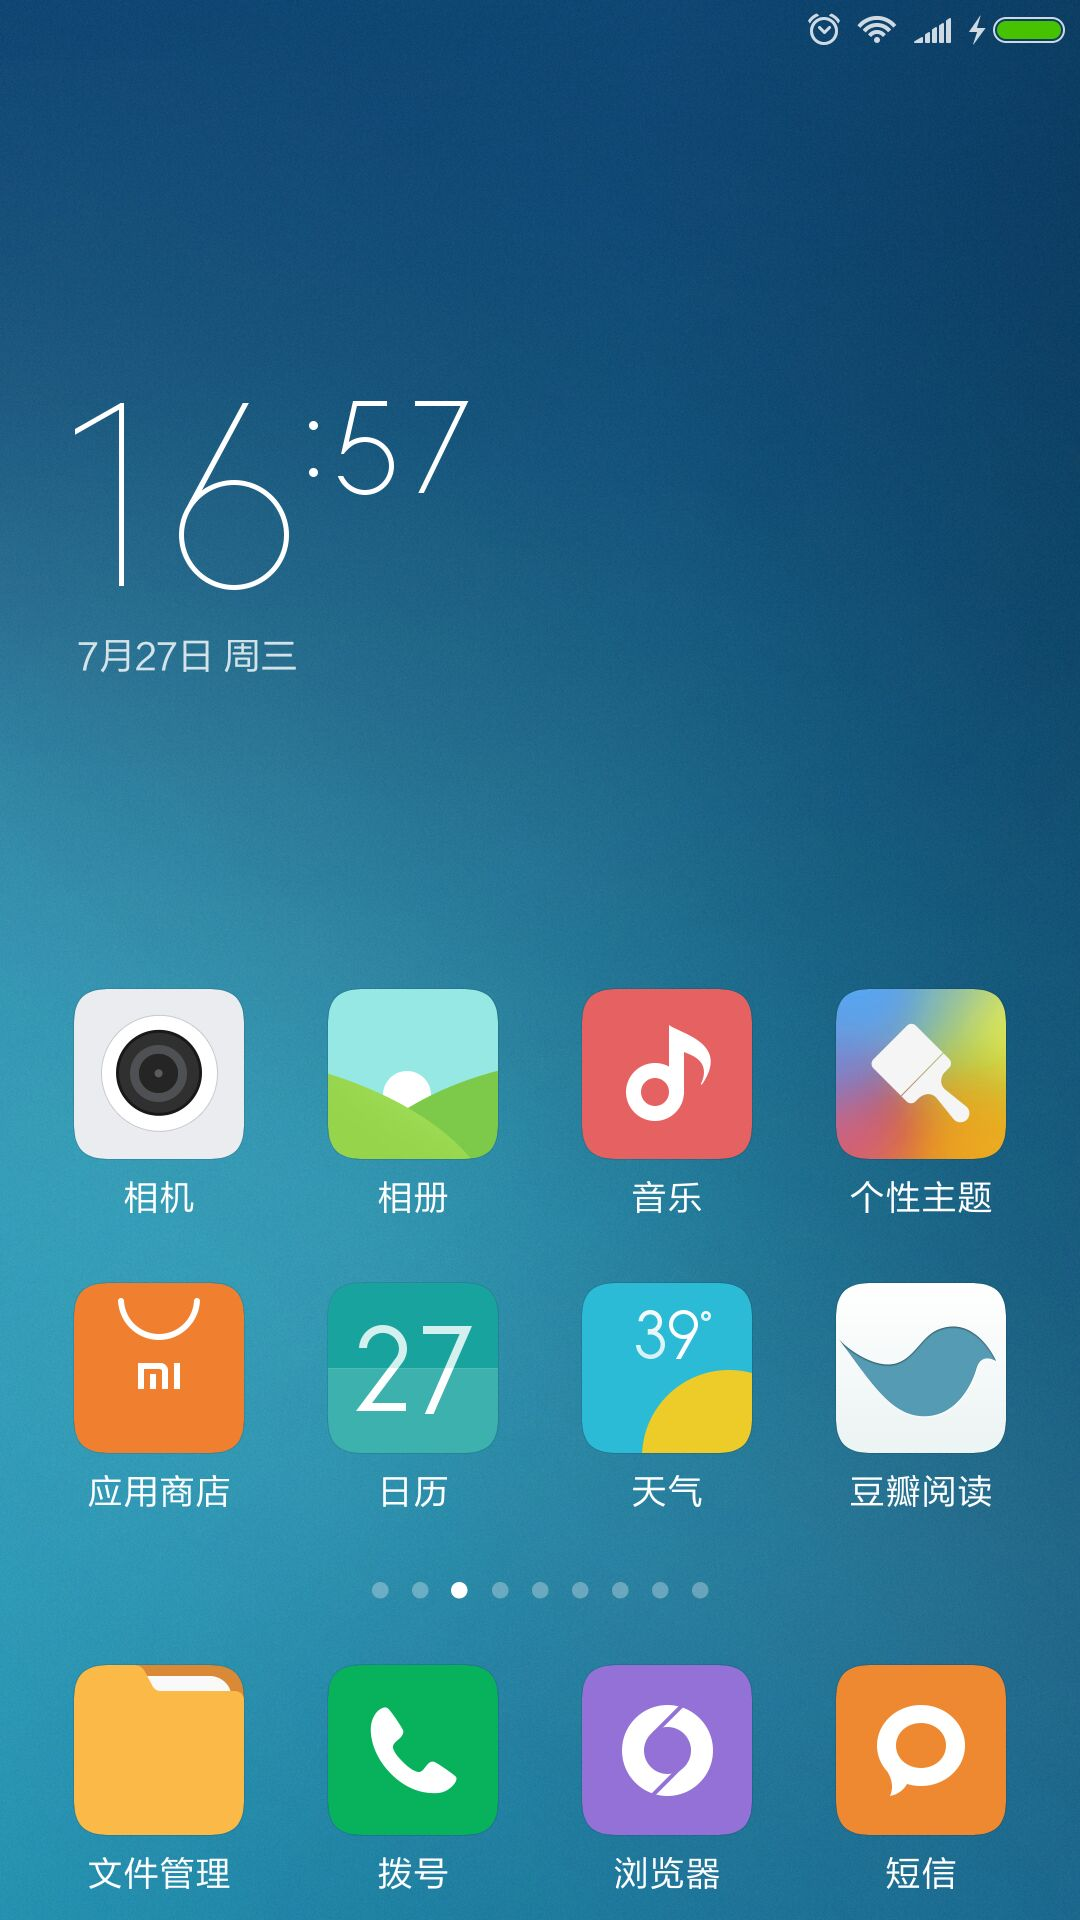 16:57
7月27日 周三
相机
相册
音乐
个性主题
mi
27
39°
应用商店
日历
天气
豆瓣阅读
文件管理
拨号
浏览器
短信